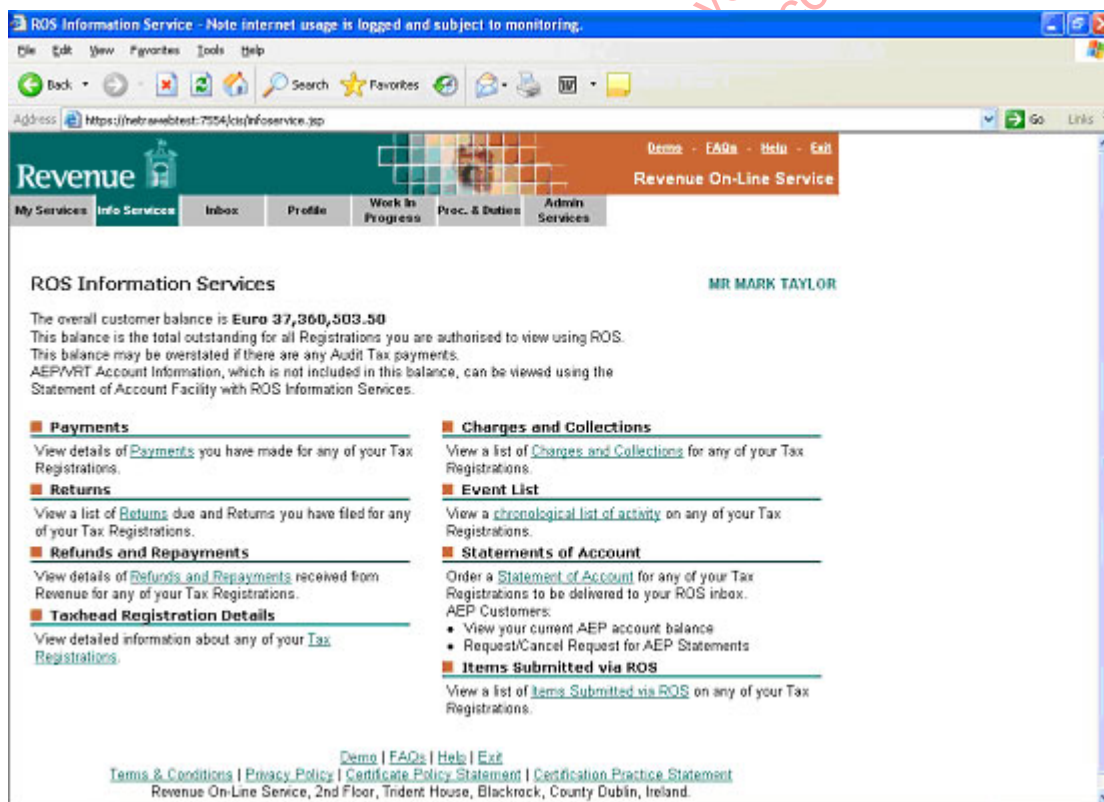 ROS Information Service - Note internet usage is logged and subject to monitoring.
File Edit View Favorites Tools Help
Back Search Favorites
Address https://netrawebtest:7554/cis/infoservice.jsp Go Links
Demo - FAQs - Help - Exit
Revenue
Revenue On-Line Service
My Services Info Services Inbox Profile Work In Progress Proc. & Duties Admin Services
ROS Information Services
MR MARK TAYLOR
The overall customer balance is Euro 37,360,503.50
This balance is the total outstanding for all Registrations you are authorised to view using ROS.
This balance may be overstated if there are any Audit Tax payments.
AEP/VRT Account Information, which is not included in this balance, can be viewed using the
Statement of Account Facility with ROS Information Services.
Payments
View details of Payments you have made for any of your Tax
Registrations.
Returns
View a list of Returns due and Returns you have filed for any
of your Tax Registrations.
Refunds and Repayments
View details of Refunds and Repayments received from
Revenue for any of your Tax Registrations.
Taxhead Registration Details
View detailed information about any of your Tax
Registrations.
Charges and Collections
View a list of Charges and Collections for any of your Tax
Registrations.
Event List
View a chronological list of activity on any of your Tax
Registrations.
Statements of Account
Order a Statement of Account for any of your Tax
Registrations to be delivered to your ROS inbox.
AEP Customers:
• View your current AEP account balance
• Request/Cancel Request for AEP Statements
Items Submitted via ROS
View a list of Items Submitted via ROS on any of your Tax
Registrations.
Demo | FAQs | Help | Exit
Terms & Conditions | Privacy Policy | Certificate Policy Statement | Certification Practice Statement
Revenue On-Line Service, 2nd Floor, Trident House, Blackrock, County Dublin, Ireland.